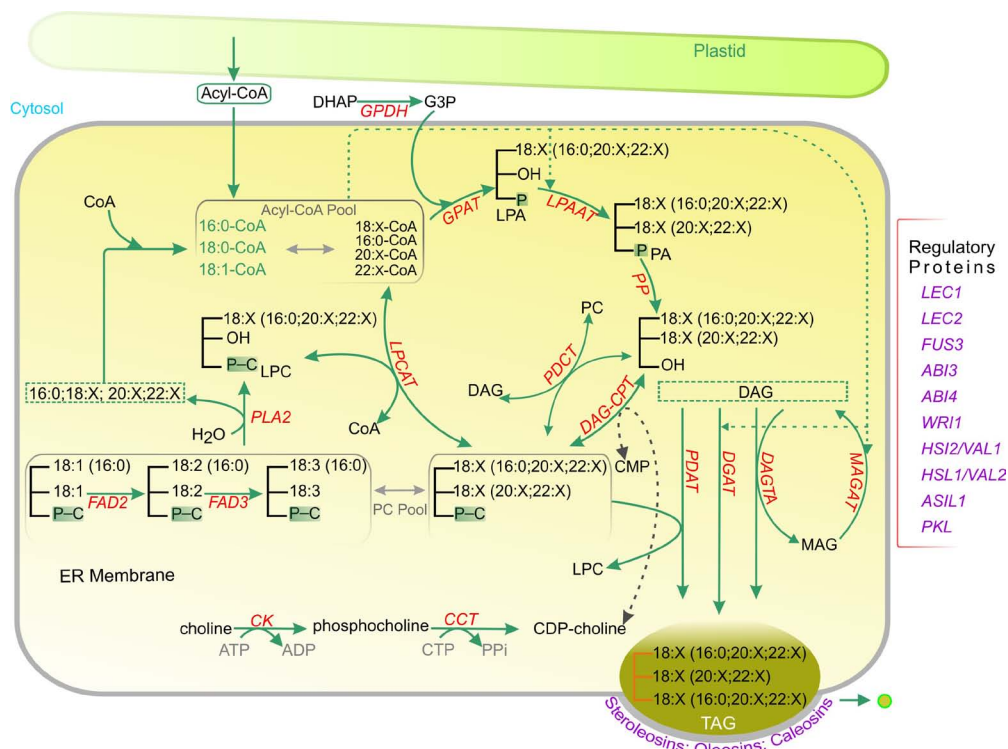 Plastid
Acyl-CoA
Cytosol
DHAP
GPDH
G3P
18:X (16:0;20:X;22:X)
OH
P
LPA
GPAT
LPAAT
CoA
Acyl-CoA Pool
16:0-CoA
18:0-CoA
18:1-CoA
18:X-CoA
16:0-CoA
20:X-CoA
22:X-CoA
18:X (16:0;20:X;22:X)
18:X (20:X;22:X)
P PA
PP
Regulatory
Proteins
LEC1
LEC2
FUS3
ABI3
ABI4
WRI1
HSI2/VAL1
HSL1/VAL2
ASIL1
PKL
18:X (16:0;20:X;22:X)
OH
P–C LPC
LPCAT
PC
PDCT
DAG
18:X (16:0;20:X;22:X)
18:X (20:X;22:X)
OH
DAG-CPT
16:0;18:X; 20:X;22:X
PLA2
H2O
CoA
DAG
PDAT
DGAT
DAGTA
MAGAT
MAG
18:1 (16:0)
18:1
P–C
FAD2
18:2 (16:0)
18:2
P–C
FAD3
18:3 (16:0)
18:3
P–C
PC Pool
18:X (16:0;20:X;22:X)
18:X (20:X;22:X)
P–C
CMP
LPC
ER Membrane
choline
CK
ATP
ADP
phosphocholine
CCT
CTP
PPi
CDP-choline
18:X (16:0;20:X;22:X)
18:X (20:X;22:X)
18:X (16:0;20:X;22:X)
TAG
Steroleosins; Oleosins; Caleosins